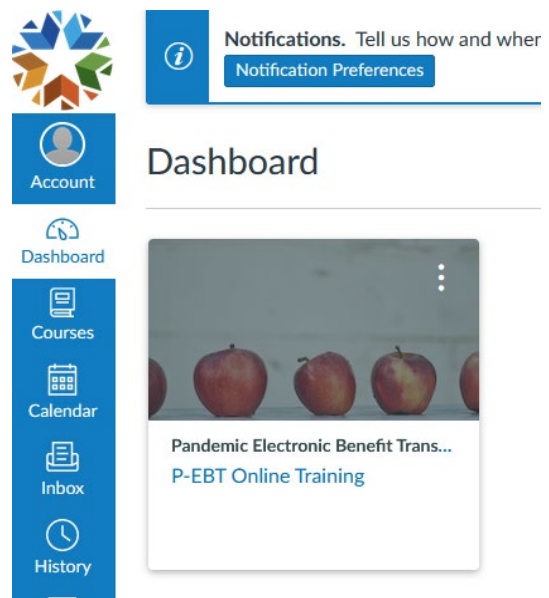 Notifications. Tell us how and when
Notification Preferences
Account
Dashboard
Dashboard
Courses
Calendar
Inbox
History
Pandemic Electronic Benefit Trans...
P-EBT Online Training